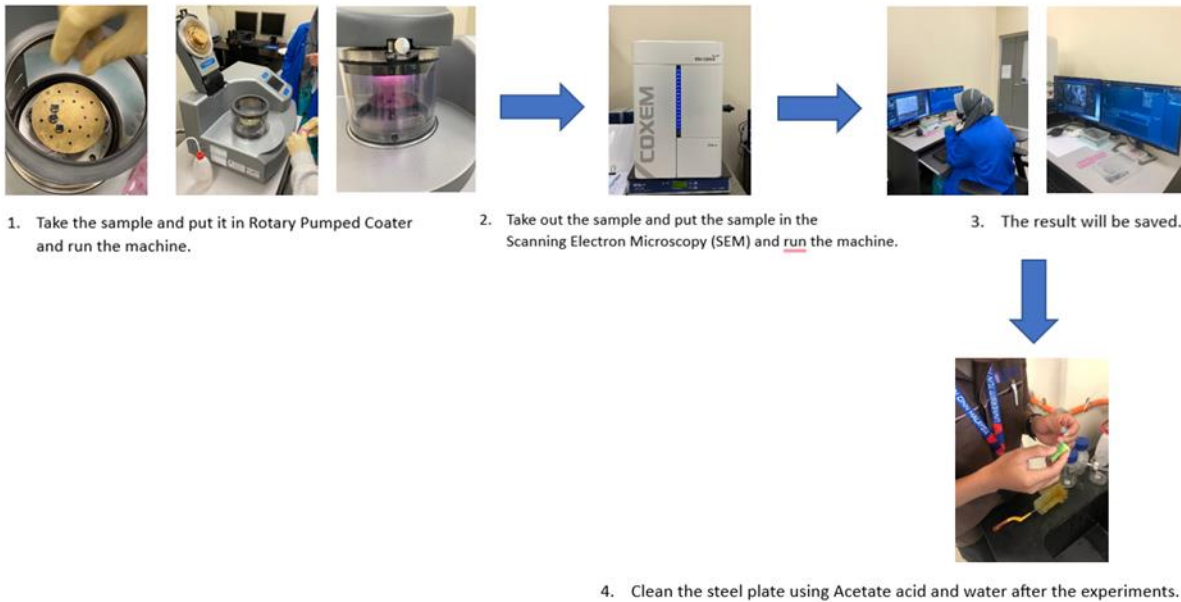 COXEM
1. Take the sample and put it in Rotary Pumped Coater
and run the machine.
2. Take out the sample and put the sample in the
Scanning Electron Microscopy (SEM) and run the machine.
3. The result will be saved.
4. Clean the steel plate using Acetate acid and water after the experiments.